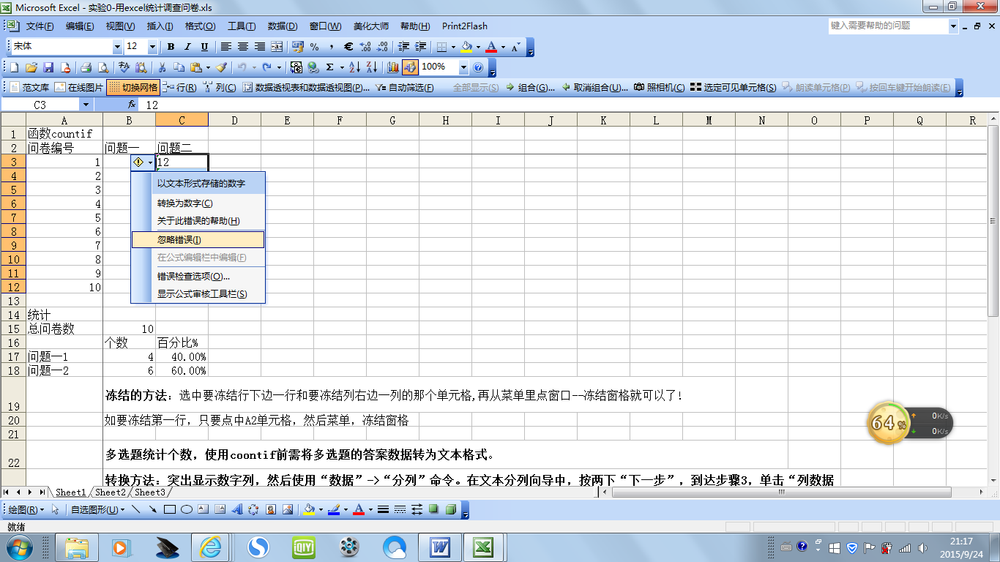 Microsoft Excel - 实验0-用excel统计调查问卷.xls
文件(F) 编辑(E) 视图(V) 插入(I) 格式(O) 工具(T) 数据(D) 窗口(W) 美化大师 帮助(H) Print2Flash 键入需要帮助的问题
宋体 12 B I U
100%
范文库 在线图片 切换网格 行(R) 列(C) 数据透视表和数据透视图(P)... 自动筛选(F) 全部显示(S) 组合(G)... 取消组合(U)... 照相机(C) 选定可见单元格(S) 朗读单元格(P) 按回车键开始朗读(E)
C3 fx 12
A B C D E F G H I J K L M N O P Q R
1 函数countif
2 问卷编号 问题一 问题二
3 1 12
4 2
5 3
6 4
7 5
8 6
9 7
10 8
11 9
12 10
以文本形式存储的数字
转换为数字(C)
关于此错误的帮助(H)
忽略错误(I)
在公式编辑栏中编辑(F)
错误检查选项(O)...
显示公式审核工具栏(S)
13
14 统计
15 总问卷数 10
16 个数 百分比%
17 问题一1 4 40.00%
18 问题一2 6 60.00%
19 冻结的方法：选中要冻结行下边一行和要冻结列右边一列的那个单元格,再从菜单里点窗口--冻结窗格就可以了!
20 如要冻结第一行，只要点中A2单元格，然后菜单，冻结窗格
21
22 多选题统计个数，使用coontif前需将多选题的答案数据转为文本格式。
转换方法：突出显示数字列，然后使用“数据”->“分列”命令。在文本分列向导中，按两下“下一步”，到达步骤3，单击“列数据
64%
0K/s
0K/s
Sheet1 Sheet2 Sheet3
绘图(R) 自选图形(U)
就绪
QIY
21:17
2015/9/24